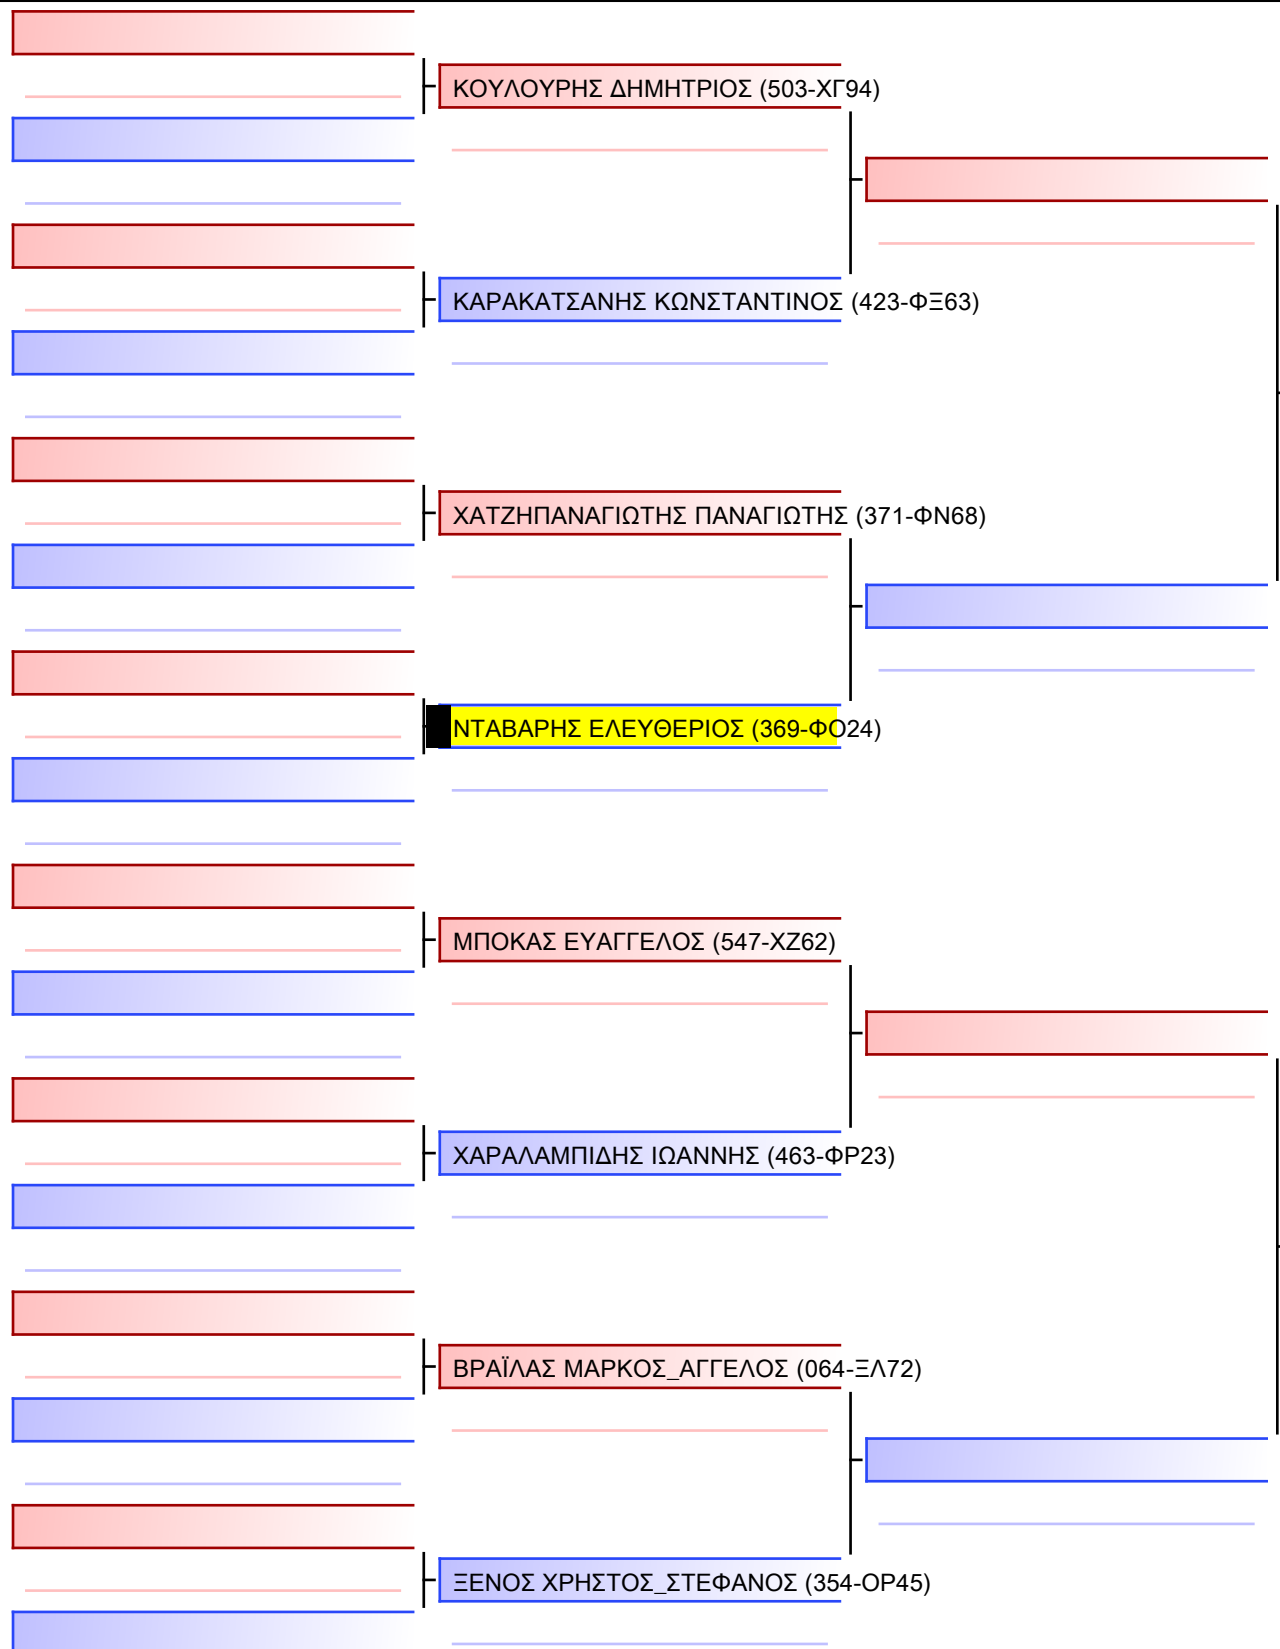 ΚΟΥΛΟΥΡΗΣ ΔΗΜΗΤΡΙΟΣ (503-ΧΓ94)
ΚΑΡΑΚΑΤΣΑΝΗΣ ΚΩΝΣΤΑΝΤΙΝΟΣ (423-ΦΞ63)
ΧΑΤΖΗΠΑΝΑΓΙΩΤΗΣ ΠΑΝΑΓΙΩΤΗΣ (371-ΦΝ68)
ΝΤΑΒΑΡΗΣ ΕΛΕΥΘΕΡΙΟΣ (369-ΦΟ24)
ΜΠΟΚΑΣ ΕΥΑΓΓΕΛΟΣ (547-ΧΖ62)
ΧΑΡΑΛΑΜΠΙΔΗΣ ΙΩΑΝΝΗΣ (463-ΦΡ23)
ΒΡΑΪΛΑΣ ΜΑΡΚΟΣ_ΑΓΓΕΛΟΣ (064-ΞΛ72)
ΞΕΝΟΣ ΧΡΗΣΤΟΣ_ΣΤΕΦΑΝΟΣ (354-ΟΡ45)